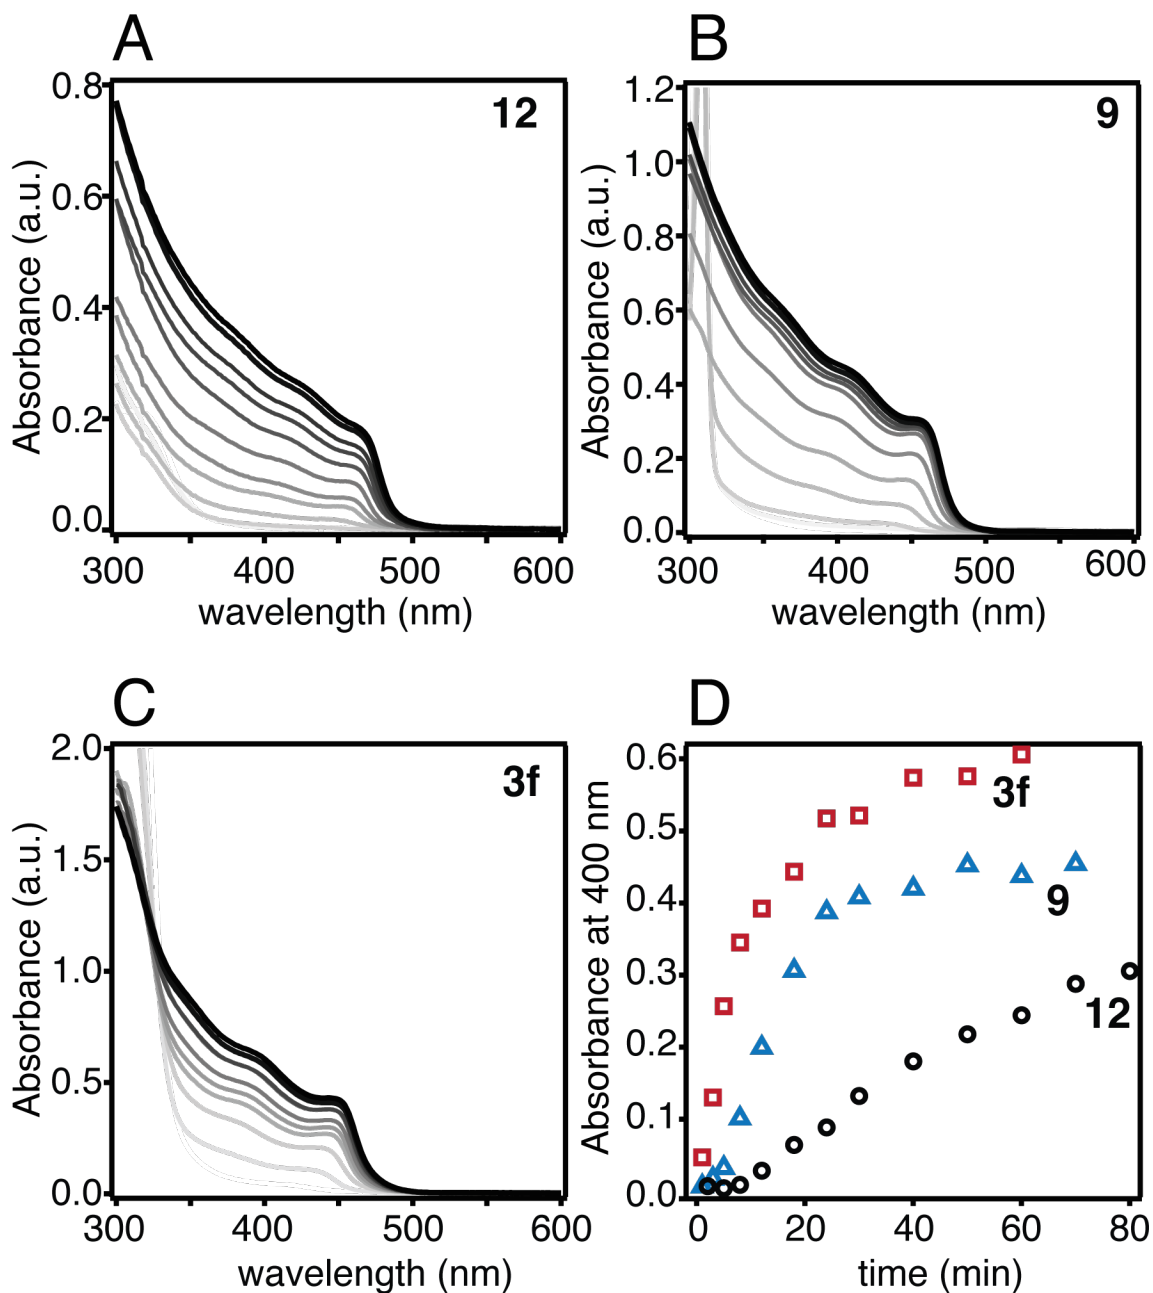 A
12
0.8
0.6
0.4
0.2
0.0
Absorbance (a.u.)
300 400 500 600
wavelength (nm)
B
9
1.2
1.0
0.8
0.6
0.4
0.2
0.0
Absorbance (a.u.)
300 400 500 600
wavelength (nm)
C
3f
2.0
1.5
1.0
0.5
0.0
Absorbance (a.u.)
300 400 500 600
wavelength (nm)
D
0.6
0.5
0.4
0.3
0.2
0.1
0.0
Absorbance at 400 nm
3f
9
12
0 20 40 60 80
time (min)